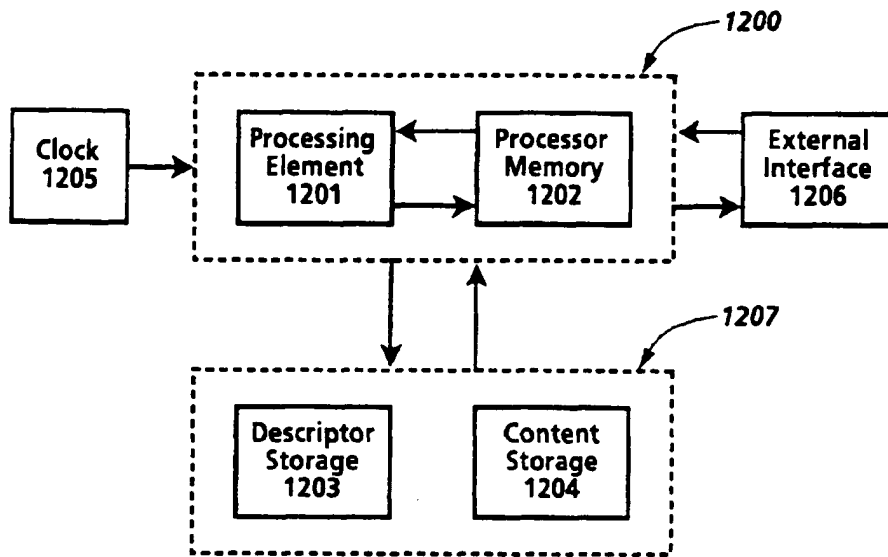 1200
Clock
1205
Processing
Element
1201
Processor
Memory
1202
External
Interface
1206
1207
Descriptor
Storage
1203
Content
Storage
1204